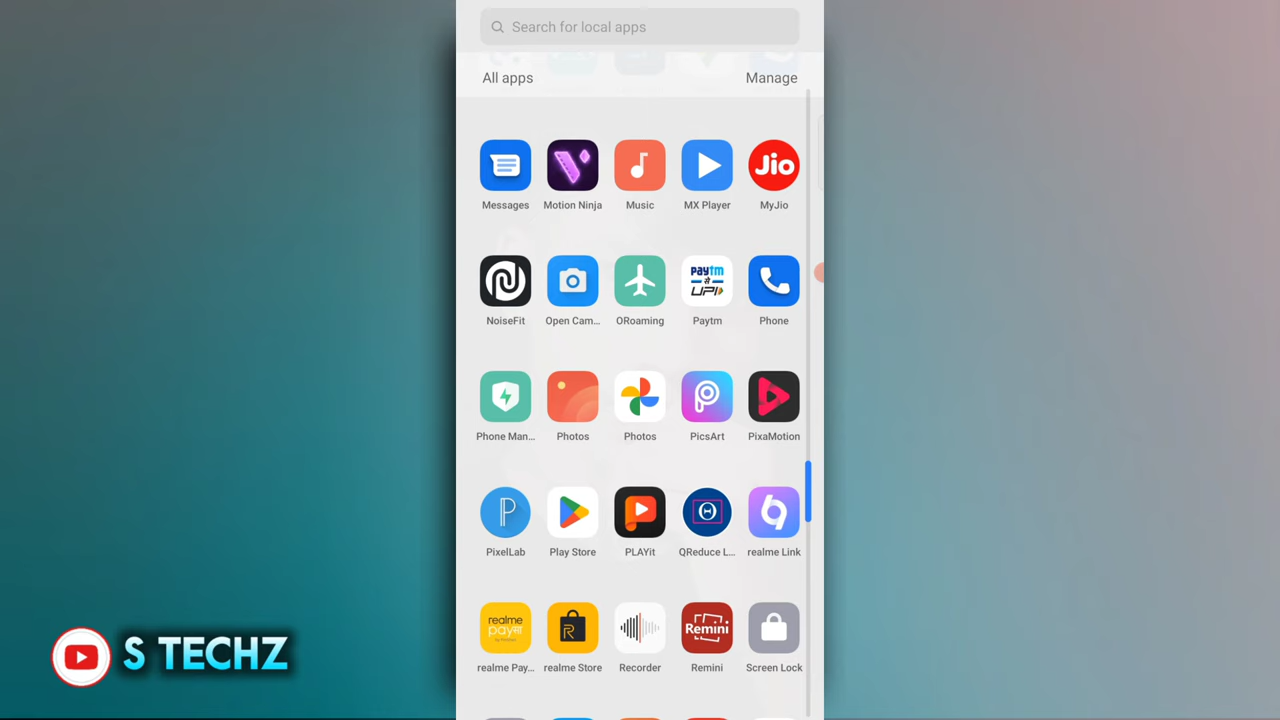 Search for local apps
All apps
Manage
Jio
Messages
Motion Ninja
Music
MX Player
MyJio
paytm
से
UPI
NoiseFit
Open Cam...
ORoaming
Paytm
Phone
Phone Man...
Photos
Photos
PicsArt
PixaMotion
PixelLab
Play Store
PLAYit
QReduce L...
realme Link
realme
Remini
realme Pay...
realme Store
Recorder
Remini
Screen Lock
S TECHZ